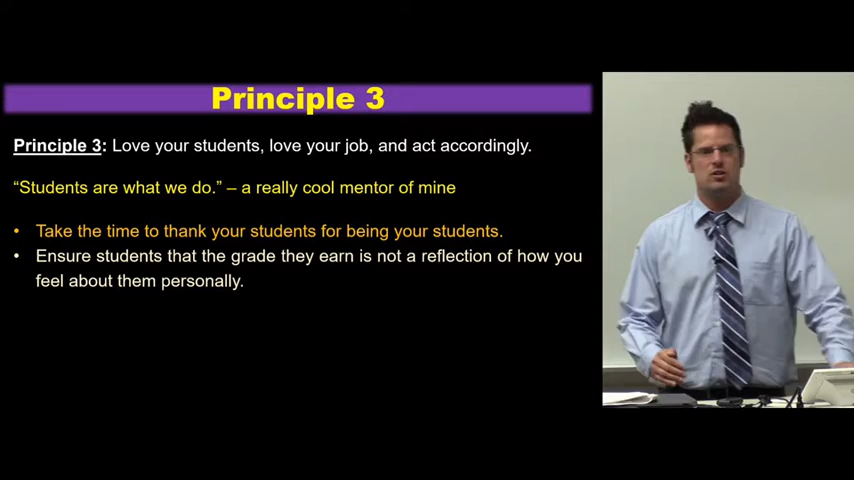 Principle 3
Principle 3: Love your students, love your job, and act accordingly.
“Students are what we do.” – a really cool mentor of mine
• Take the time to thank your students for being your students.
• Ensure students that the grade they earn is not a reflection of how you
feel about them personally.